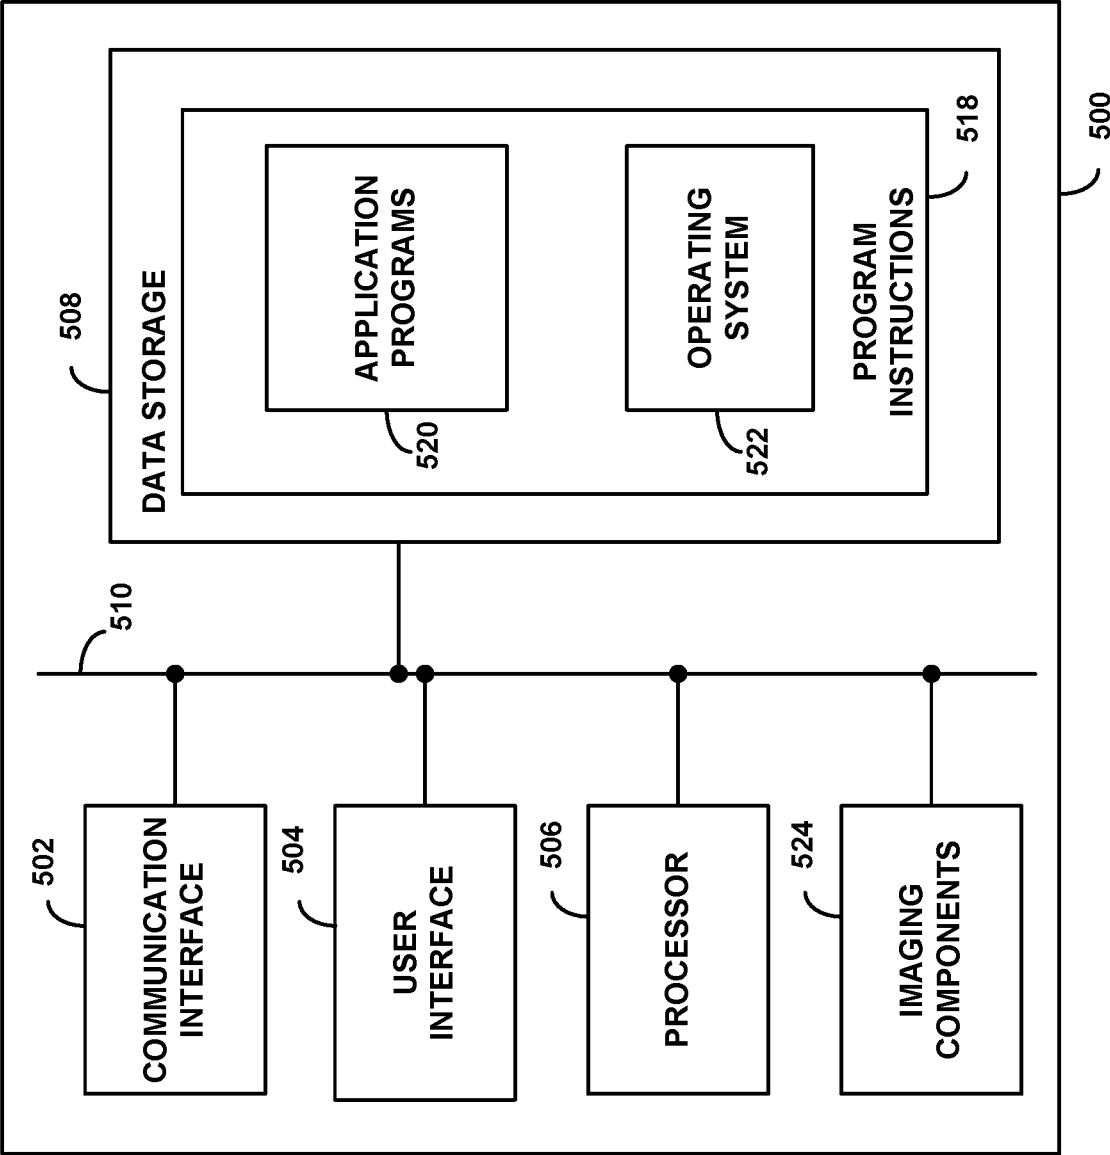 500
502
COMMUNICATION
INTERFACE
504
USER
INTERFACE
506
PROCESSOR
524
IMAGING
COMPONENTS
510
508
DATA STORAGE
520
APPLICATION
PROGRAMS
522
OPERATING
SYSTEM
PROGRAM
INSTRUCTIONS
518